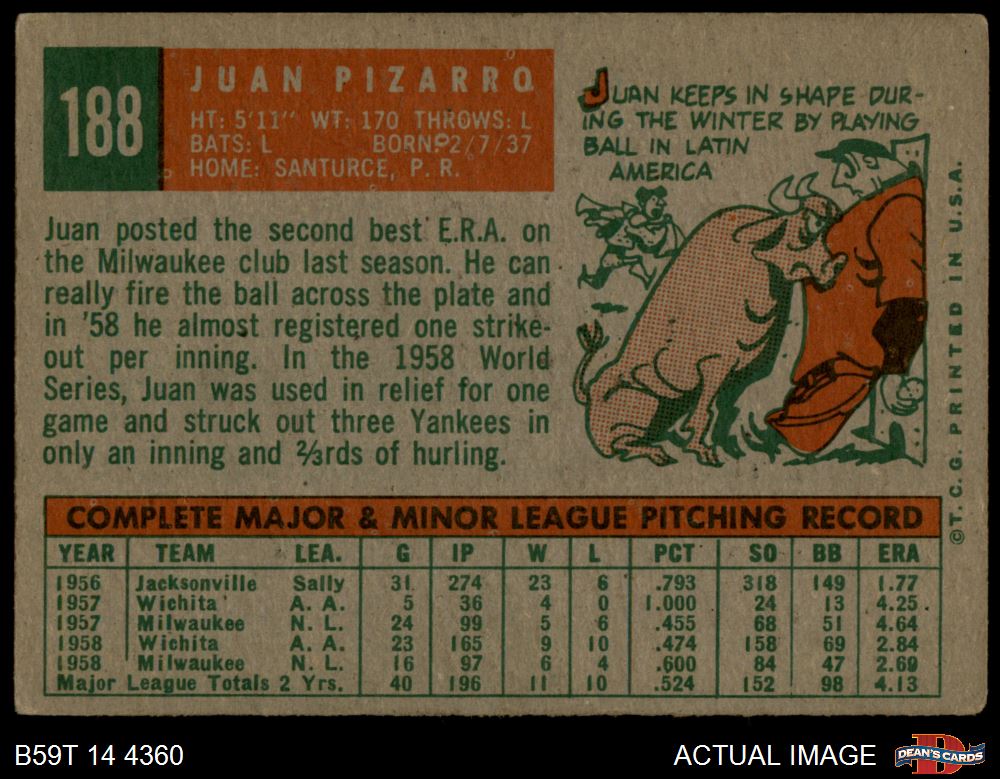 188
JUAN PIZARRO
HT: 5'11" WT: 170 THROWS: L
BATS: L BORN: 2/7/37
HOME: SANTURCE, P. R.
JUAN KEEPS IN SHAPE DUR-
ING THE WINTER BY PLAYING
BALL IN LATIN
AMERICA
Juan posted the second best E.R.A. on
the Milwaukee club last season. He can
really fire the ball across the plate and
in '58 he almost registered one strike-
out per inning. In the 1958 World
Series, Juan was used in relief for one
game and struck out three Yankees in
only an inning and ⅔rds of hurling.
©T. C. G. PRINTED IN U.S.A.
COMPLETE MAJOR & MINOR LEAGUE PITCHING RECORD
YEAR TEAM LEA. G IP W L PCT SO BB ERA
1956 Jacksonville Sally 31 274 23 6 .793 318 149 1.77
1957 Wichita A. A. 5 36 4 0 1.000 24 13 4.25
1957 Milwaukee N. L. 24 99 5 6 .455 68 51 4.64
1958 Wichita A. A. 23 165 9 10 .474 158 69 2.84
1958 Milwaukee N. L. 16 97 6 4 .600 84 47 2.69
Major League Totals 2 Yrs. 40 196 11 10 .524 152 98 4.13
B59T 14 4360
ACTUAL IMAGE
DEAN'S CARDS